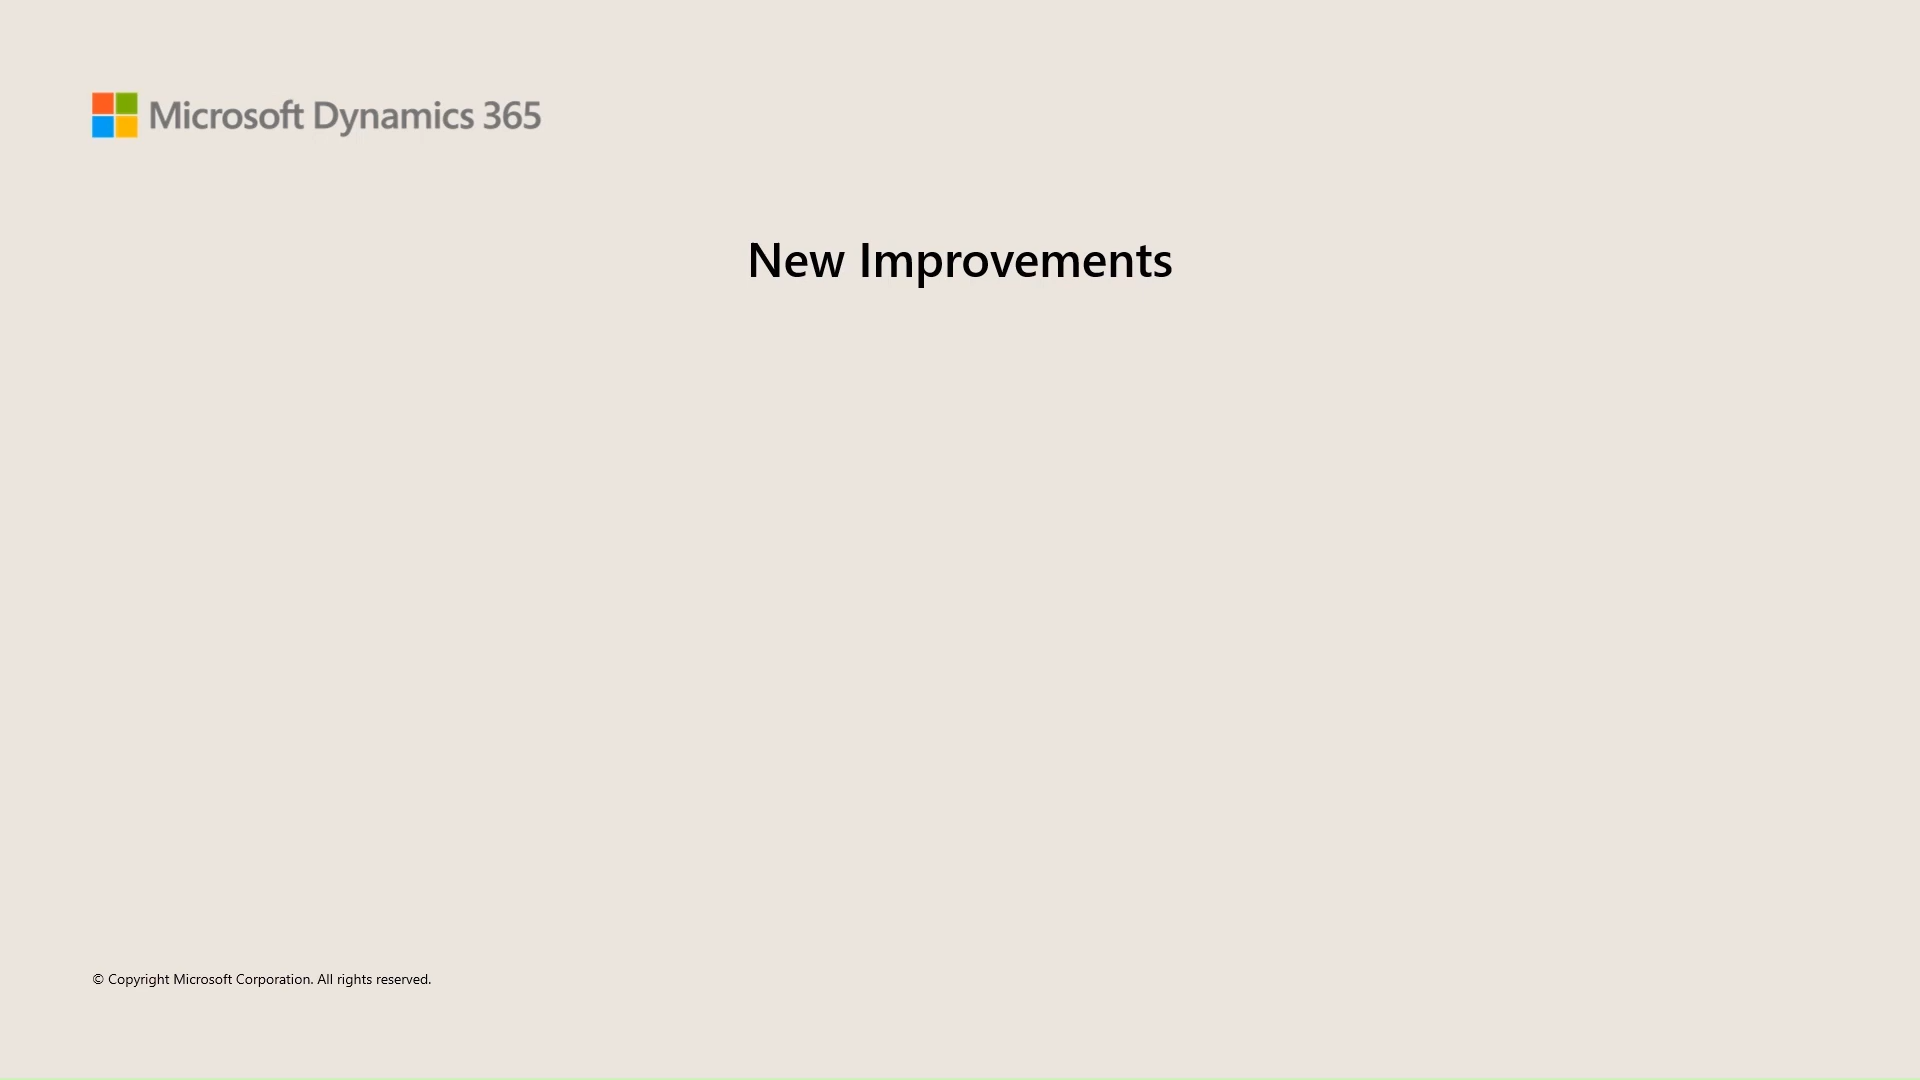 Microsoft Dynamics 365
New Improvements
© Copyright Microsoft Corporation. All rights reserved.